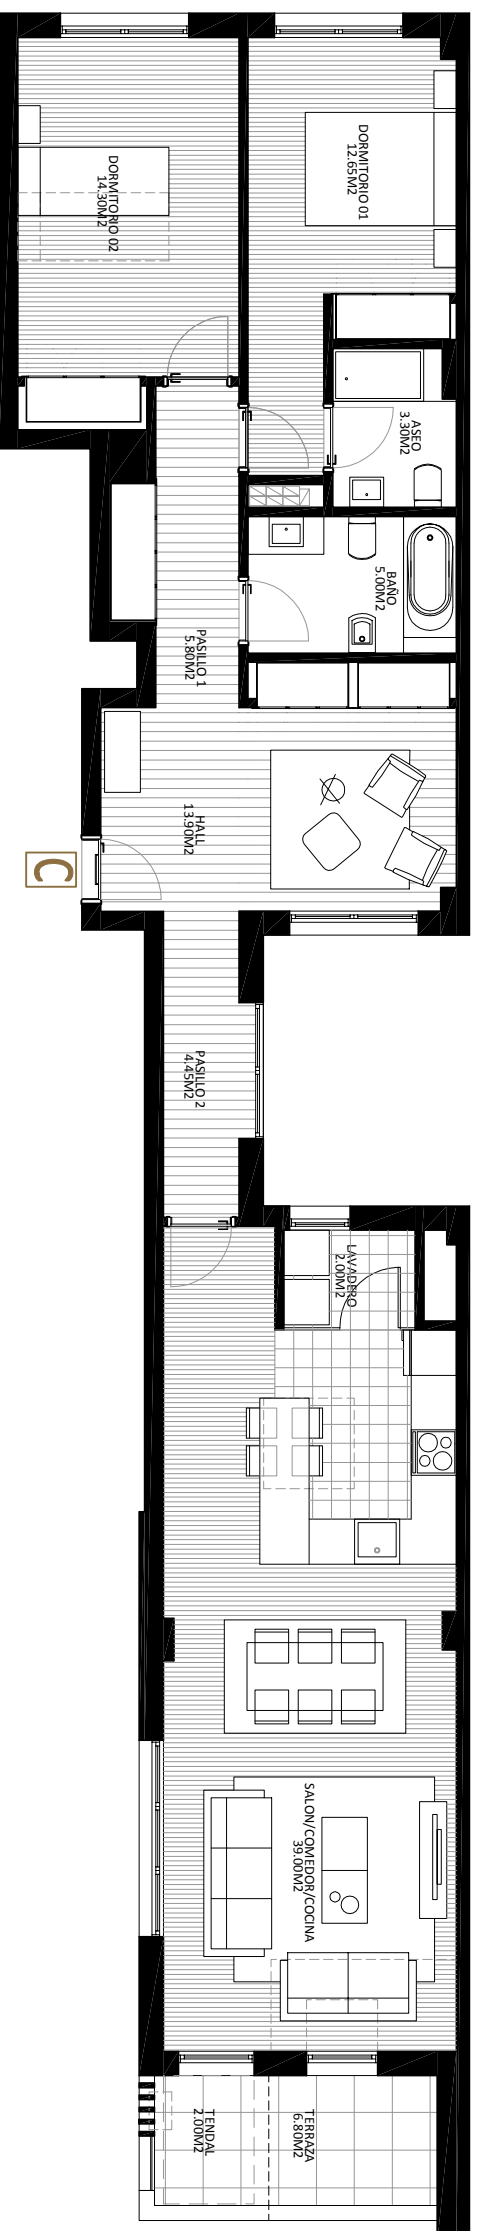 DORMITORIO 01
12.65M2
DORMITORIO 02
14.30M2
ASEO
3.30M2
BAÑO
5.00M2
PASILLO 1
5.80M2
HALL
13.90M2
C
PASILLO 2
4.45M2
LAVADERO
2.00M2
SALON/COMEDOR/COCINA
39.00M2
TERRAZA
6.80M2
TENDAL
2.00M2